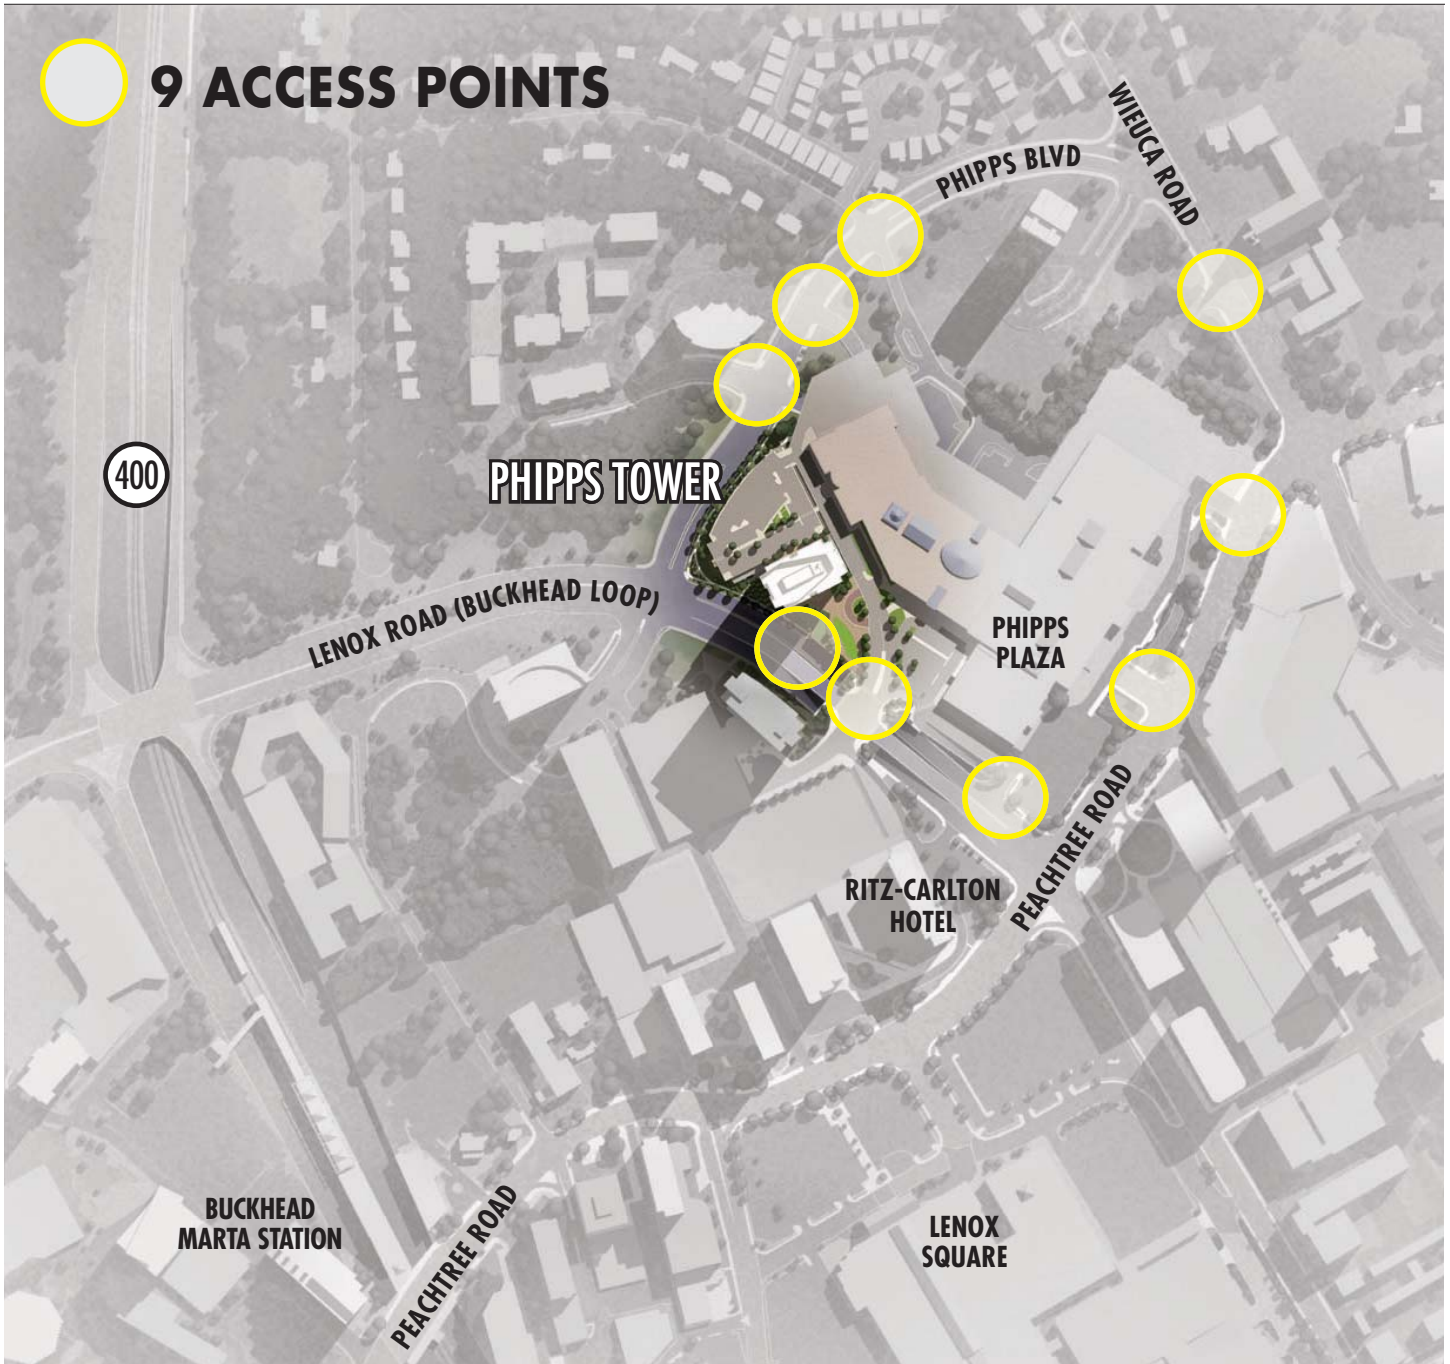 9 ACCESS POINTS
WIEUCA ROAD
PHIPPS BLVD
400
PHIPPS TOWER
LENOX ROAD (BUCKHEAD LOOP)
PHIPPS
PLAZA
PEACHTREE ROAD
RITZ-CARLTON
HOTEL
BUCKHEAD
MARTA STATION
PEACHTREE ROAD
LENOX
SQUARE